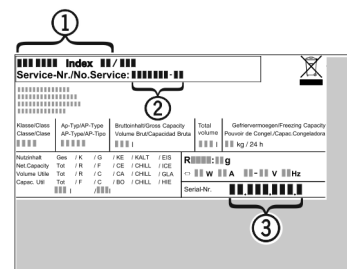 1
Index /
Service-Nr./No.Service: -
2
Klasse/Class Ap-Typ/AP-Type Bruttoinhalt/Gross Capacity Total Gefriervermoegen/Freezing Capacity
Classe/Clase AP-Type/AP-Tipo Volume Brut/Capacidad Bruta volume Pouvoir de Congel./Capac.Congeladora
l l kg / 24 h
Nutzinhalt Ges / K / G / KE / KALT / EIS
Net.Capacity Tot / R / F / CE / CHILL / ICE
Volume Utile Tot / R / C / CA / CHILL / GLA
Capac. Util Tot / F / C / BO / CHILL / HIE
l / l
R : g
W A - V Hz
Serial-Nr. . . .
3